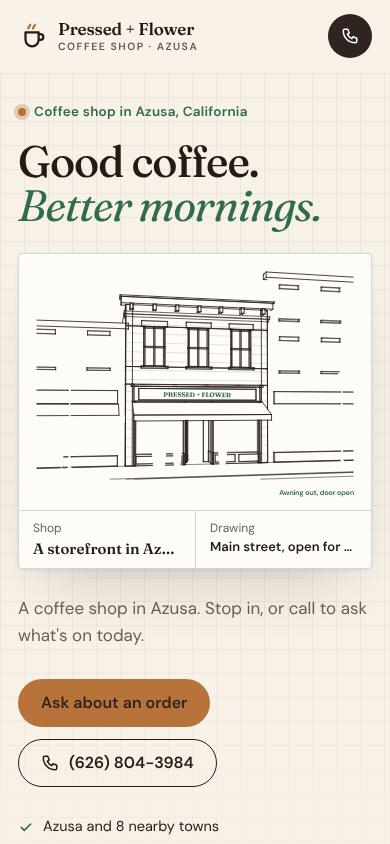 Pressed + Flower
COFFEE SHOP · AZUSA
Coffee shop in Azusa, California
Good coffee.
Better mornings.
PRESSED + FLOWER
Awning out, door open
Shop
A storefront in Az...
Drawing
Main street, open for ...
A coffee shop in Azusa. Stop in, or call to ask
what's on today.
Ask about an order
(626) 804-3984
Azusa and 8 nearby towns